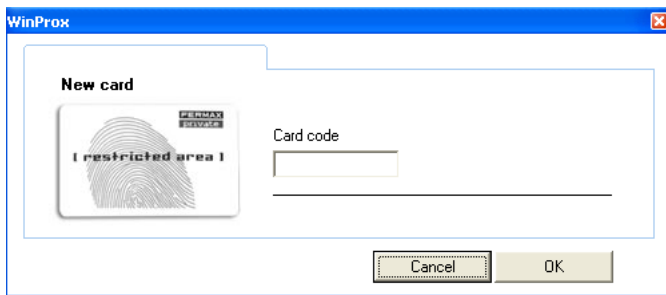 WinProx
New card
FERMAX
private
[ restricted area ]
Card code
Cancel
OK